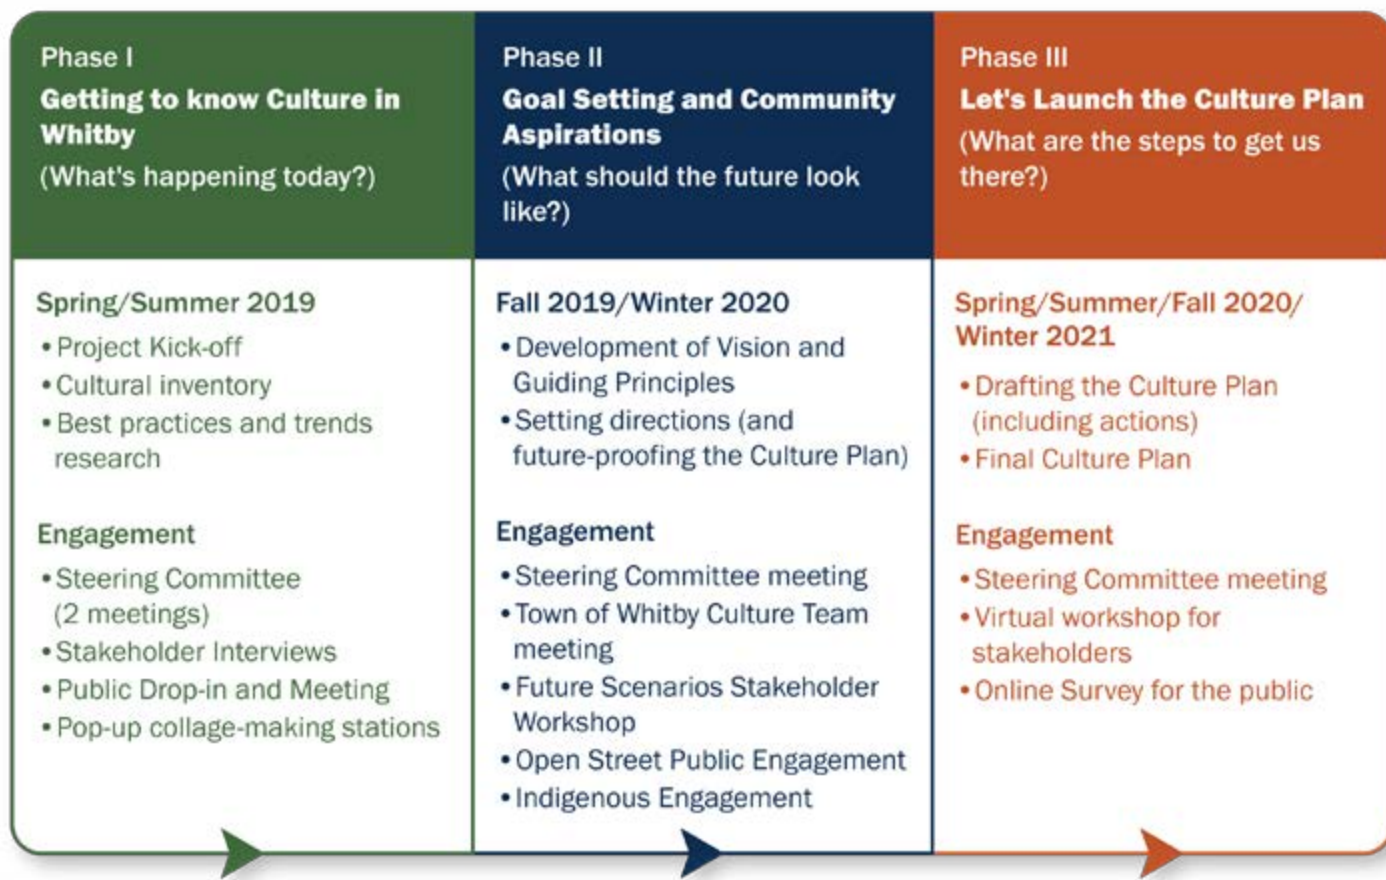 Phase I
Getting to know Culture in
Whitby
(What's happening today?)
Spring/Summer 2019
• Project Kick-off
• Cultural inventory
• Best practices and trends
research
Engagement
• Steering Committee
(2 meetings)
• Stakeholder Interviews
• Public Drop-in and Meeting
• Pop-up collage-making stations
Phase II
Goal Setting and Community
Aspirations
(What should the future look
like?)
Fall 2019/Winter 2020
• Development of Vision and
Guiding Principles
• Setting directions (and
future-proofing the Culture Plan)
Engagement
• Steering Committee meeting
• Town of Whitby Culture Team
meeting
• Future Scenarios Stakeholder
Workshop
• Open Street Public Engagement
• Indigenous Engagement
Phase III
Let's Launch the Culture Plan
(What are the steps to get us
there?)
Spring/Summer/Fall 2020/
Winter 2021
• Drafting the Culture Plan
(including actions)
• Final Culture Plan
Engagement
• Steering Committee meeting
• Virtual workshop for
stakeholders
• Online Survey for the public